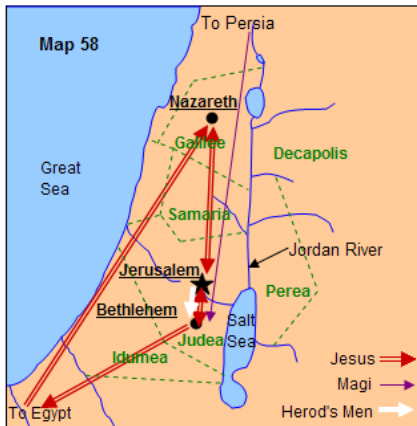 To Persia
Map 58
Nazareth
Galilee
Decapolis
Great
Sea
Samaria
Jordan River
Jerusalem
Perea
Bethlehem
Salt
Sea
Judea
Idumea
Jesus
Magi
To Egypt
Herod's Men